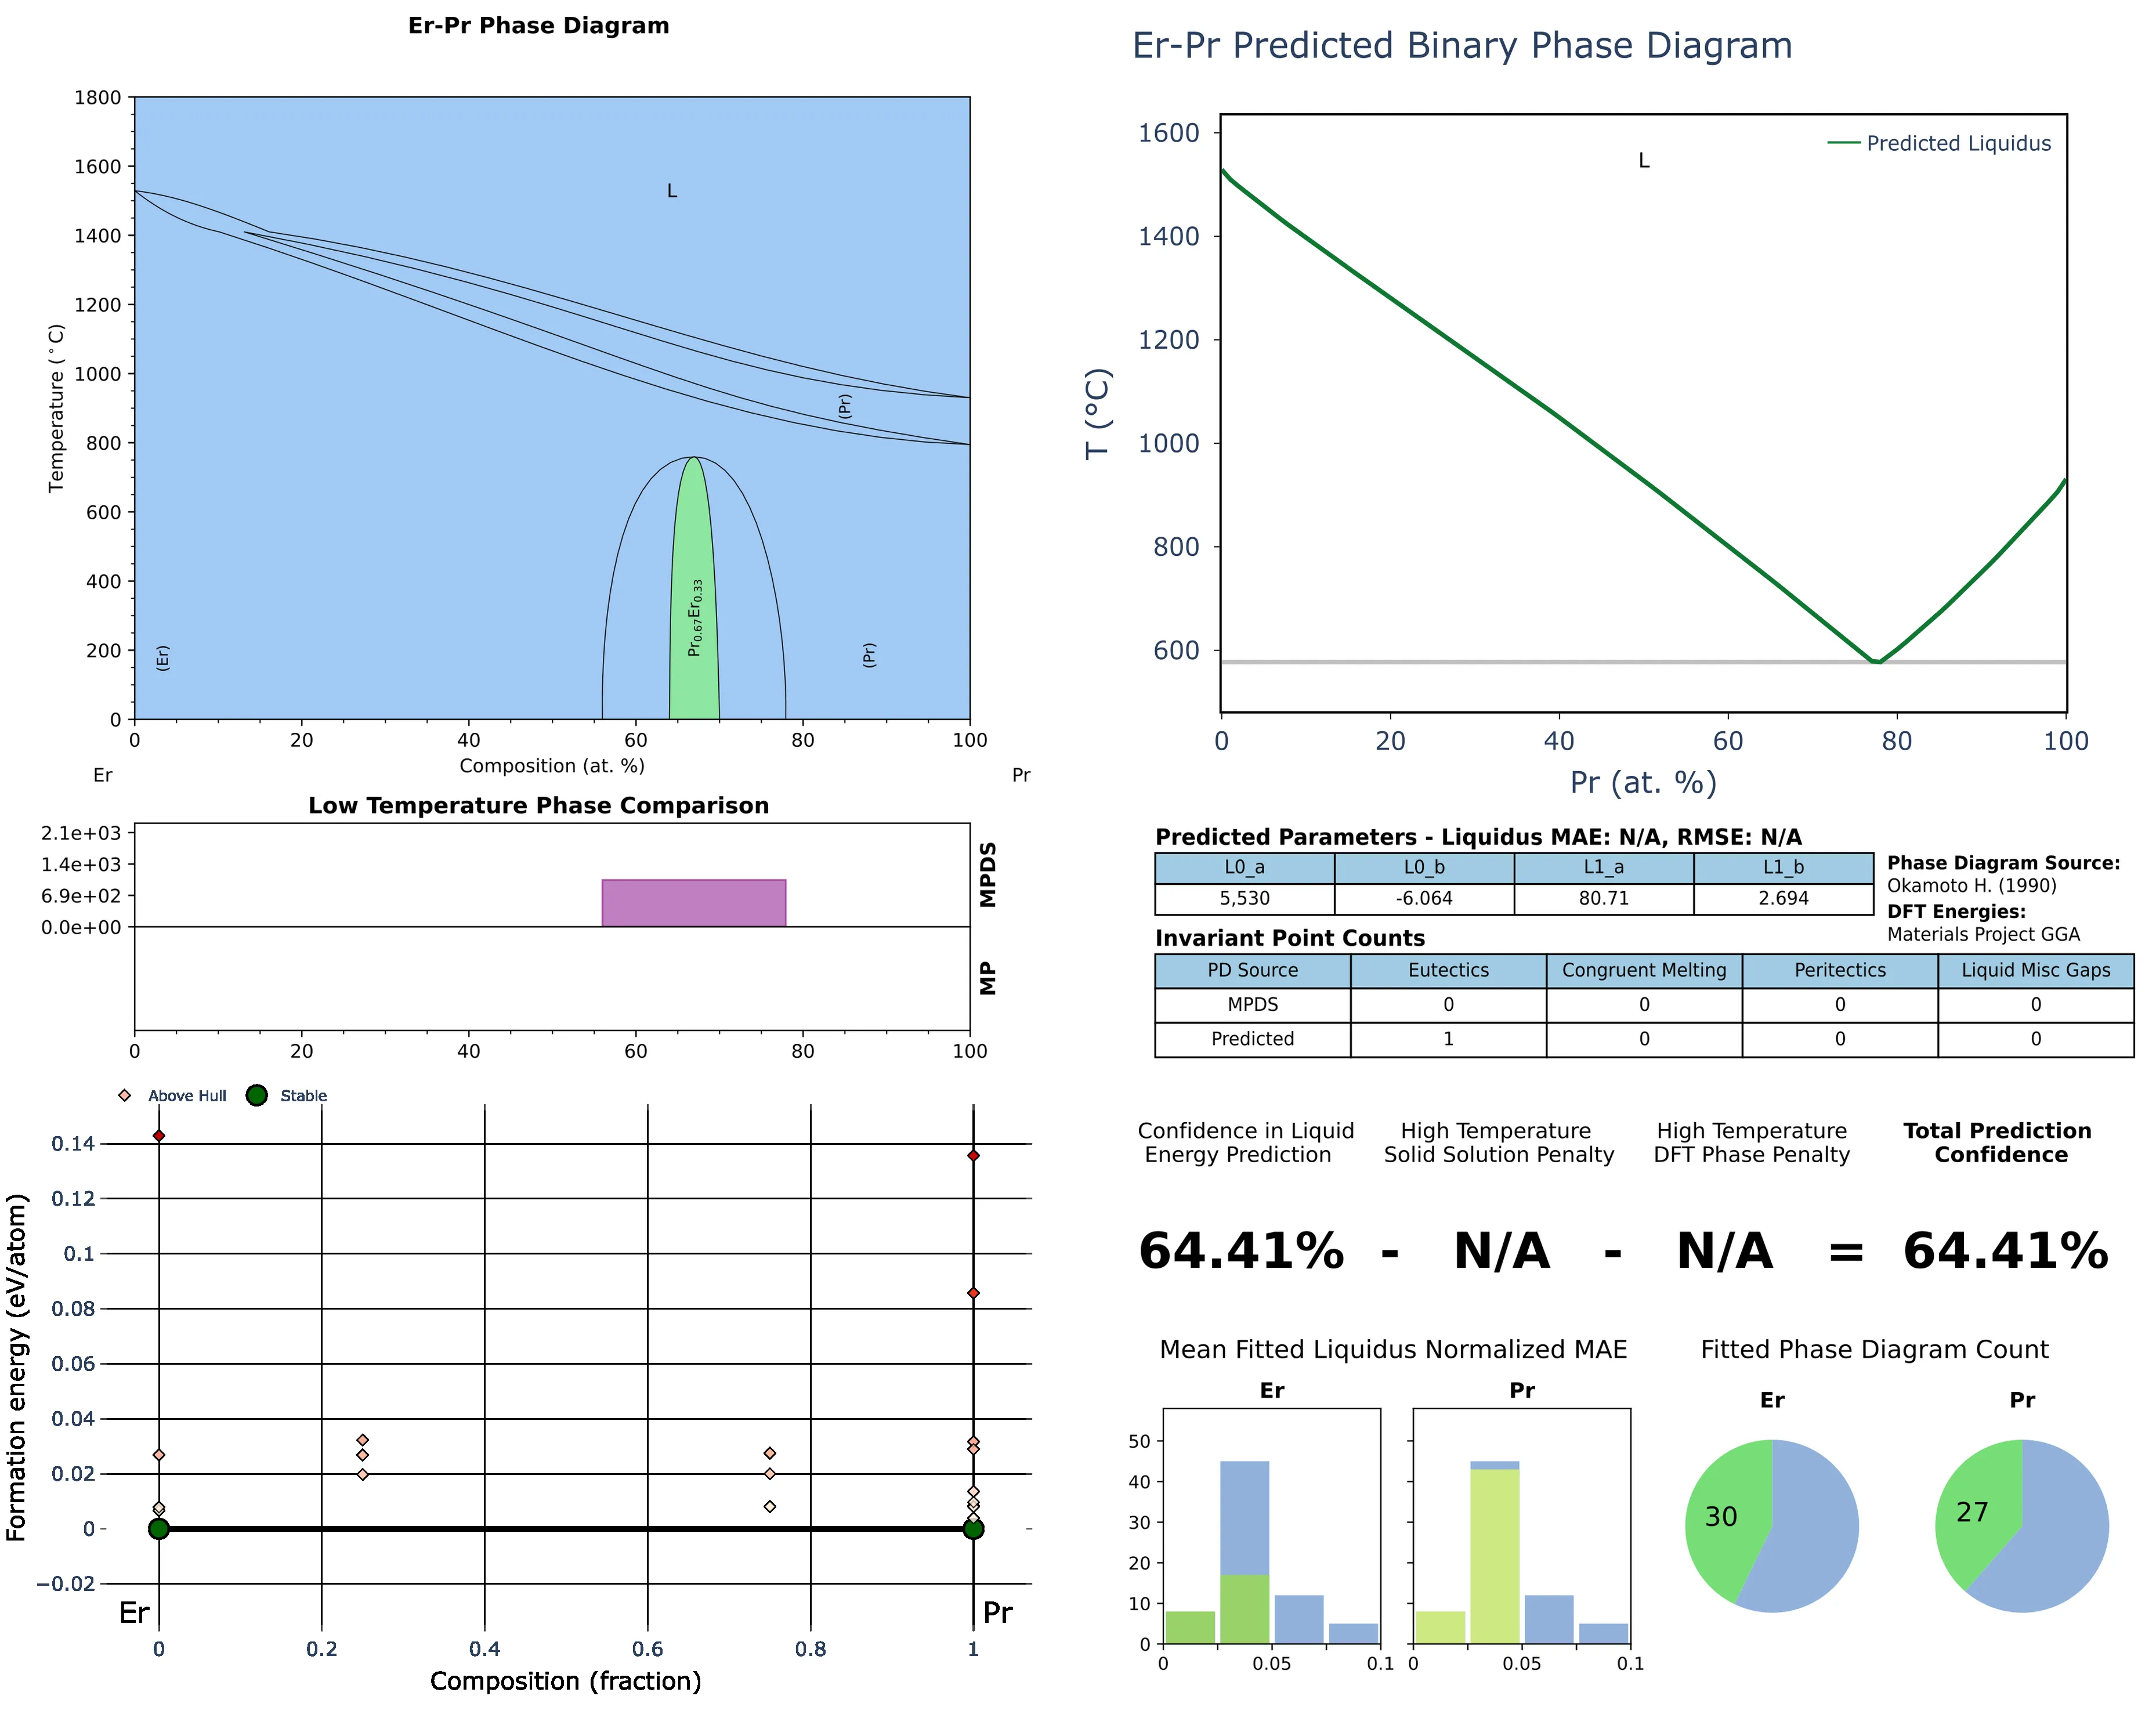 Er-Pr Phase Diagram
1800
1600
1400
1200
1000
800
600
400
200
0
Temperature (°C)
L
(Pr)
(Er)
Pr0.67Er0.33
(Pr)
0 20 40 60 80 100
Composition (at. %)
Er Pr
Low Temperature Phase Comparison
2.1e+03
1.4e+03
6.9e+02
0.0e+00
MPDS
MP
0 20 40 60 80 100
Above Hull Stable
0.14
0.12
0.1
0.08
0.06
0.04
0.02
0
−0.02
Formation energy (eV/atom)
Er Pr
0 0.2 0.4 0.6 0.8 1
Composition (fraction)
Er-Pr Predicted Binary Phase Diagram
1600
1400
1200
1000
800
600
T (°C)
L
Predicted Liquidus
0 20 40 60 80 100
Pr (at. %)
Predicted Parameters - Liquidus MAE: N/A, RMSE: N/A
L0_a L0_b L1_a L1_b
5,530 -6.064 80.71 2.694
Phase Diagram Source:
Okamoto H. (1990)
DFT Energies:
Materials Project GGA
Invariant Point Counts
PD Source Eutectics Congruent Melting Peritectics Liquid Misc Gaps
MPDS 0 0 0 0
Predicted 1 0 0 0
Confidence in Liquid
Energy Prediction
High Temperature
Solid Solution Penalty
High Temperature
DFT Phase Penalty
Total Prediction
Confidence
64.41% - N/A - N/A = 64.41%
Mean Fitted Liquidus Normalized MAE
Er Pr
50
40
30
20
10
0
0 0.05 0.1
0 0.05 0.1
Fitted Phase Diagram Count
Er Pr
30 27